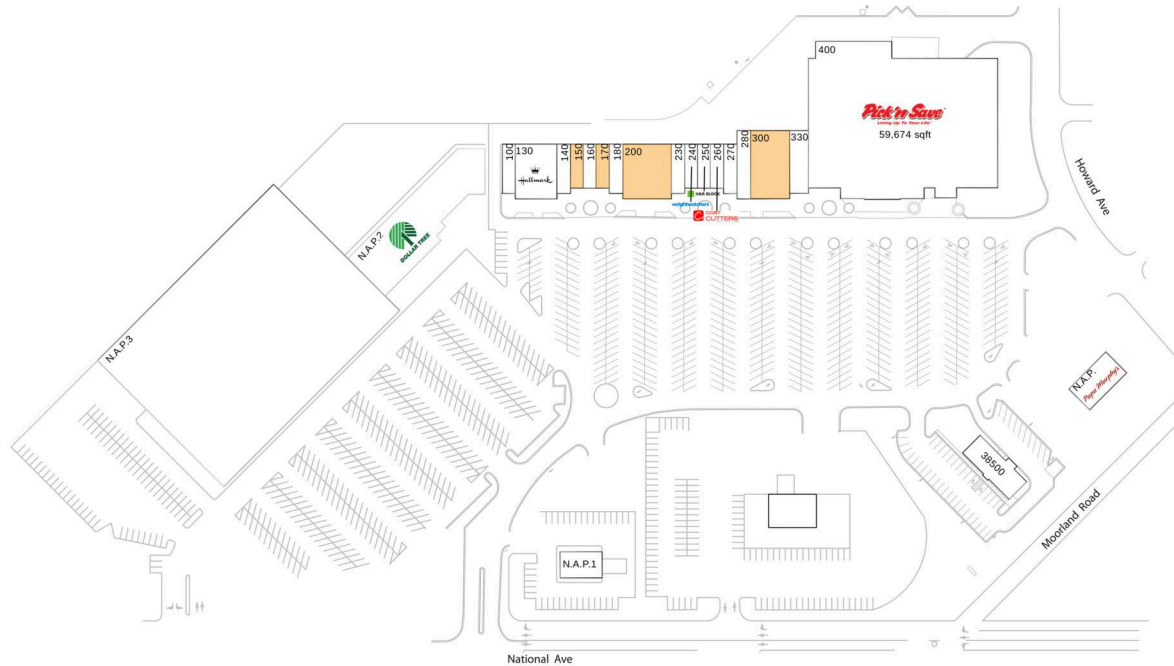 400
Pick'n Save
Living Up To Your Life
59,674 sqft
100
130
Hallmark
140
150
160
170
180
200
230
240
250
260
270
280
300
330
H&R BLOCK
weightwatchers
COST
CUTTERS
Howard Ave
N.A.P.2
DOLLAR TREE
N.A.P.3
N.A.P.
Papa Murphy's
38500
Moorland Road
N.A.P.1
National Ave